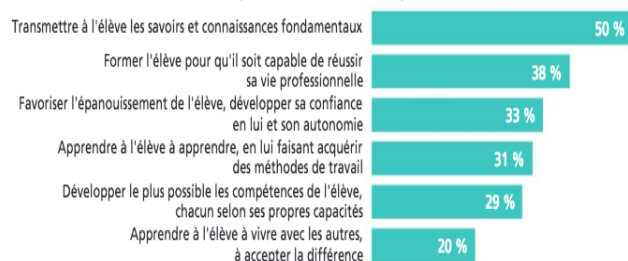 Transmettre à l'élève les savoirs et connaissances fondamentaux 50 %
Former l'élève pour qu'il soit capable de réussir
sa vie professionnelle 38 %
Favoriser l'épanouissement de l'élève, développer sa confiance
en lui et son autonomie 33 %
Apprendre à l'élève à apprendre, en lui faisant acquérir
des méthodes de travail 31 %
Développer le plus possible les compétences de l'élève,
chacun selon ses propres capacités 29 %
Apprendre à l'élève à vivre avec les autres,
à accepter la différence 20 %